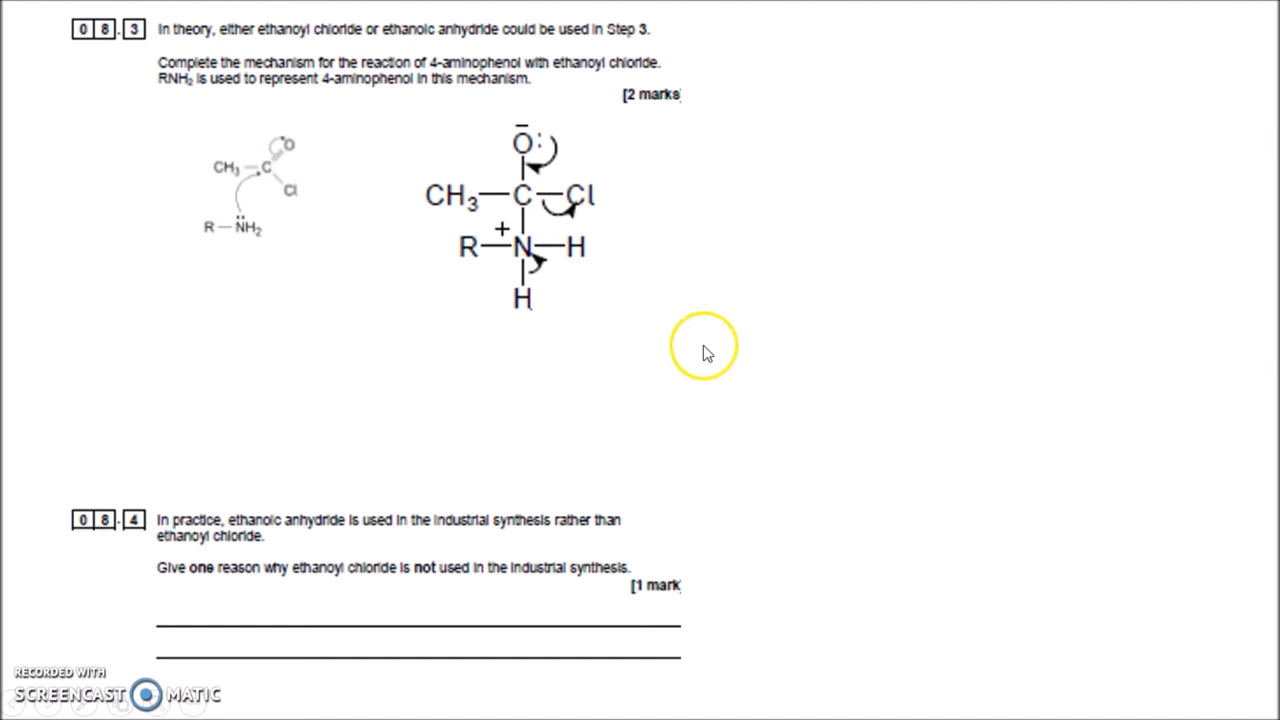 0 8 . 3 In theory, either ethanoyl chloride or ethanoic anhydride could be used in Step 3.
Complete the mechanism for the reaction of 4-aminophenol with ethanoyl chloride.
RNH₂ is used to represent 4-aminophenol in this mechanism.
[2 marks]
O
CH₃ C
Cl
R NH₂
O
CH₃ C Cl
+
R N H
H
0 8 . 4 In practice, ethanoic anhydride is used in the industrial synthesis rather than
ethanoyl chloride.
Give one reason why ethanoyl chloride is not used in the industrial synthesis.
[1 mark]
RECORDED WITH
SCREENCAST MATIC